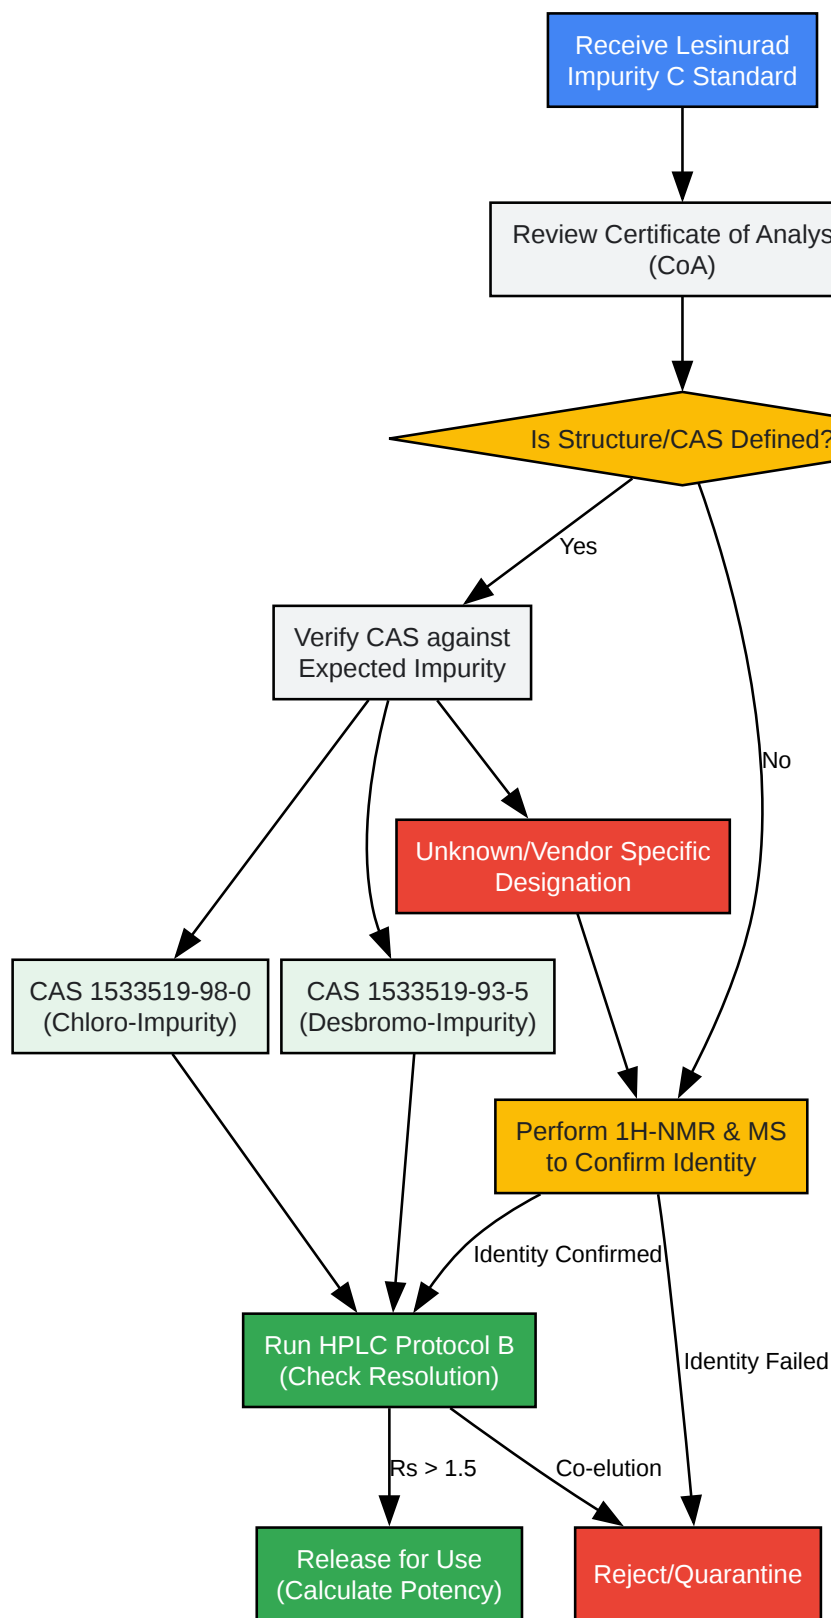 Receive Lesinurad
Impurity C Standard
Review Certificate of Analys
(CoA)
Is Structure/CAS Defined?
Yes
No
Verify CAS against
Expected Impurity
Unknown/Vendor Specific
Designation
CAS 1533519-98-0
(Chloro-Impurity)
CAS 1533519-93-5
(Desbromo-Impurity)
Perform 1H-NMR & MS
to Confirm Identity
Identity Confirmed
Identity Failed
Run HPLC Protocol B
(Check Resolution)
Rs > 1.5
Co-elution
Release for Use
(Calculate Potency)
Reject/Quarantine